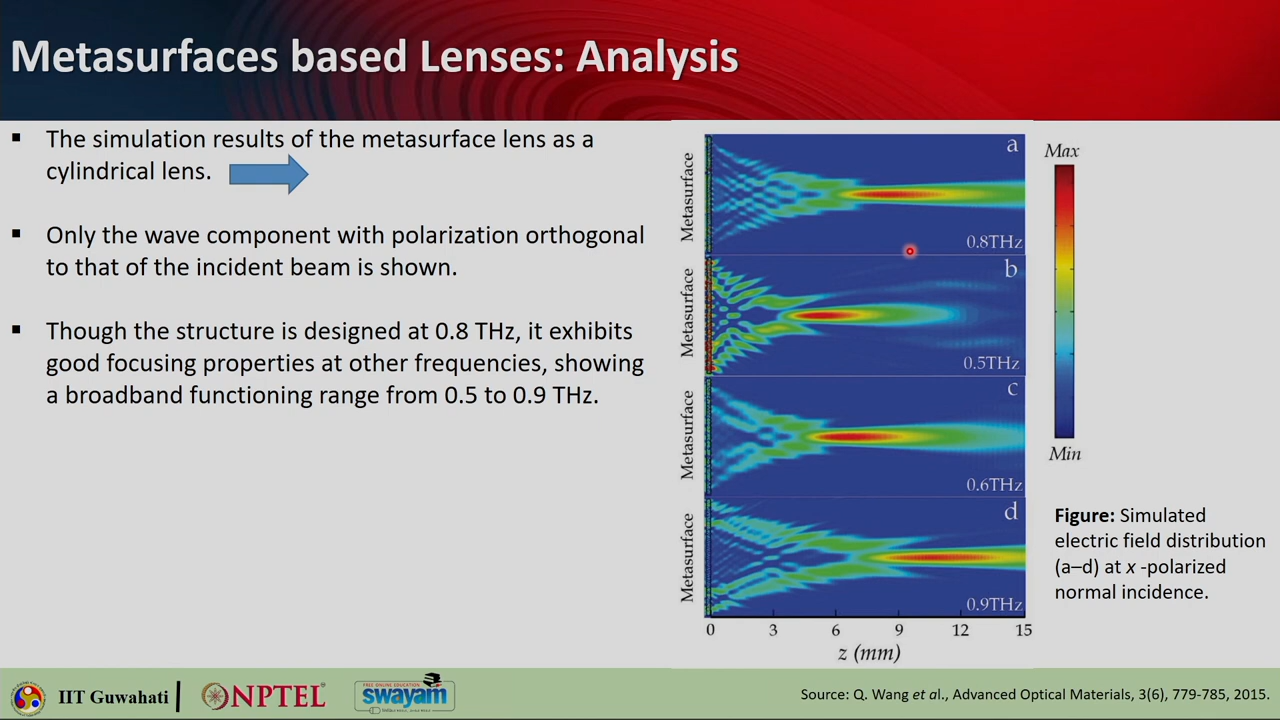 Metasurfaces based Lenses: Analysis
▪ The simulation results of the metasurface lens as a
cylindrical lens.
▪ Only the wave component with polarization orthogonal
to that of the incident beam is shown.
▪ Though the structure is designed at 0.8 THz, it exhibits
good focusing properties at other frequencies, showing
a broadband functioning range from 0.5 to 0.9 THz.
Metasurface
a
0.8THz
Metasurface
b
0.5THz
Metasurface
c
0.6THz
Metasurface
d
0.9THz
0 3 6 9 12 15
z (mm)
Max
Min
Figure: Simulated
electric field distribution
(a–d) at x -polarized
normal incidence.
IIT Guwahati
NPTEL
FREE ONLINE EDUCATION
swayam
Source: Q. Wang et al., Advanced Optical Materials, 3(6), 779-785, 2015.